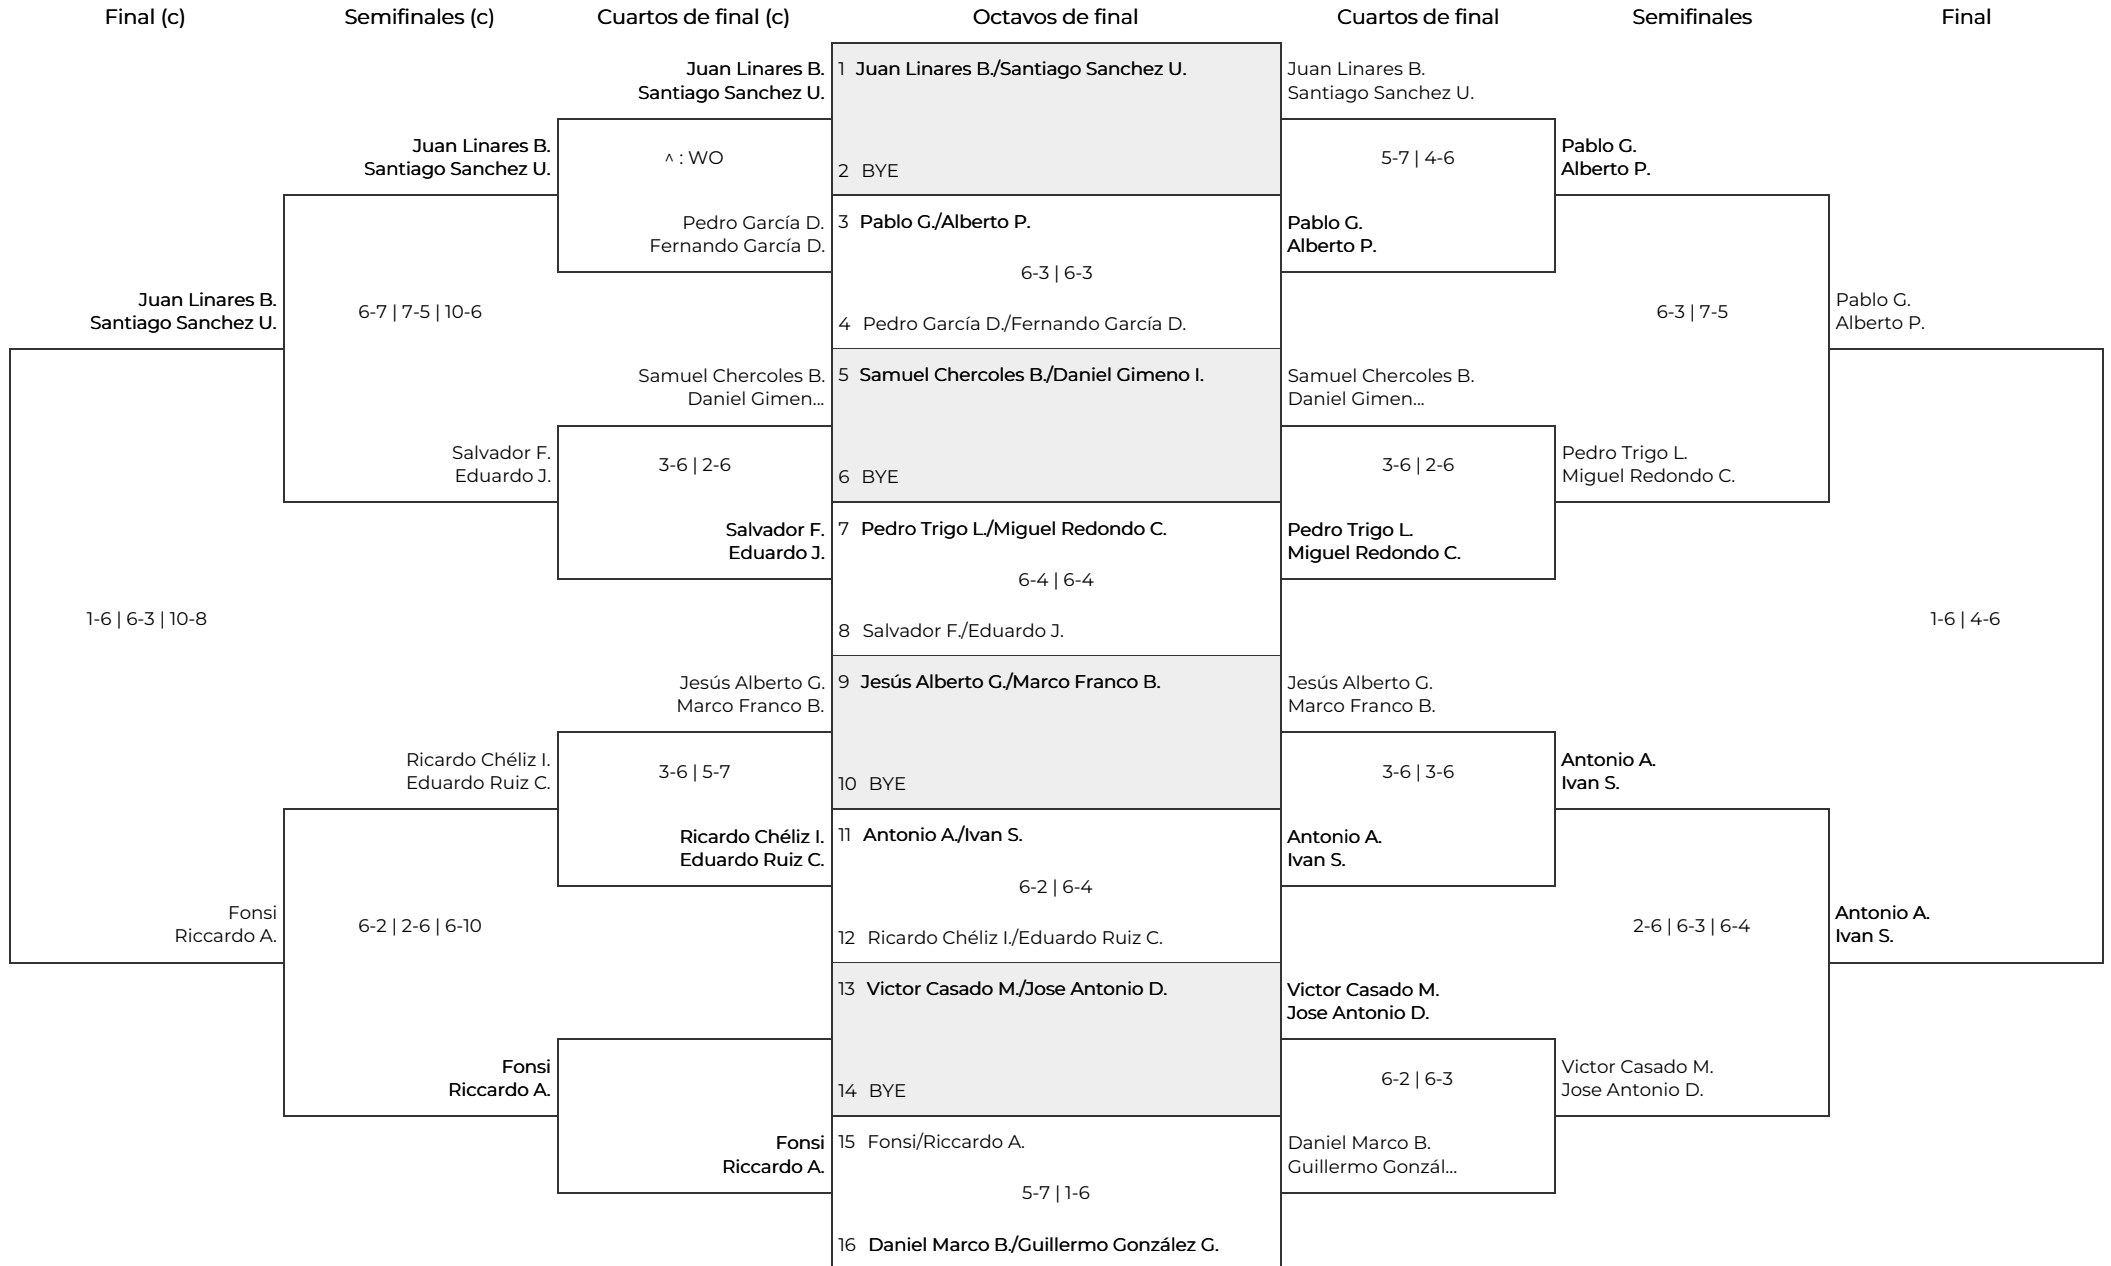 Final (c)
Semifinales (c)
Cuartos de final (c)
Octavos de final
Cuartos de final
Semifinales
Final
Juan Linares B.
Santiago Sanchez U.
1-6 | 6-3 | 10-8
Fonsi
Riccardo A.
Juan Linares B.
Santiago Sanchez U.
6-7 | 7-5 | 10-6
Salvador F.
Eduardo J.
Ricardo Chéliz I.
Eduardo Ruiz C.
6-2 | 2-6 | 6-10
Fonsi
Riccardo A.
Juan Linares B.
Santiago Sanchez U.
^ : WO
Pedro García D.
Fernando García D.
Samuel Chercoles B.
Daniel Gimen...
3-6 | 2-6
Salvador F.
Eduardo J.
Jesús Alberto G.
Marco Franco B.
3-6 | 5-7
Ricardo Chéliz I.
Eduardo Ruiz C.
Fonsi
Riccardo A.
1 Juan Linares B./Santiago Sanchez U.
2 BYE
3 Pablo G./Alberto P.
6-3 | 6-3
4 Pedro García D./Fernando García D.
5 Samuel Chercoles B./Daniel Gimeno I.
6 BYE
7 Pedro Trigo L./Miguel Redondo C.
6-4 | 6-4
8 Salvador F./Eduardo J.
9 Jesús Alberto G./Marco Franco B.
10 BYE
11 Antonio A./Ivan S.
6-2 | 6-4
12 Ricardo Chéliz I./Eduardo Ruiz C.
13 Victor Casado M./Jose Antonio D.
14 BYE
15 Fonsi/Riccardo A.
5-7 | 1-6
16 Daniel Marco B./Guillermo González G.
Juan Linares B.
Santiago Sanchez U.
5-7 | 4-6
Pablo G.
Alberto P.
Samuel Chercoles B.
Daniel Gimen...
3-6 | 2-6
Pedro Trigo L.
Miguel Redondo C.
Jesús Alberto G.
Marco Franco B.
3-6 | 3-6
Antonio A.
Ivan S.
Victor Casado M.
Jose Antonio D.
6-2 | 6-3
Daniel Marco B.
Guillermo Gonzál...
Pablo G.
Alberto P.
6-3 | 7-5
Pedro Trigo L.
Miguel Redondo C.
Antonio A.
Ivan S.
2-6 | 6-3 | 6-4
Victor Casado M.
Jose Antonio D.
Pablo G.
Alberto P.
1-6 | 4-6
Antonio A.
Ivan S.